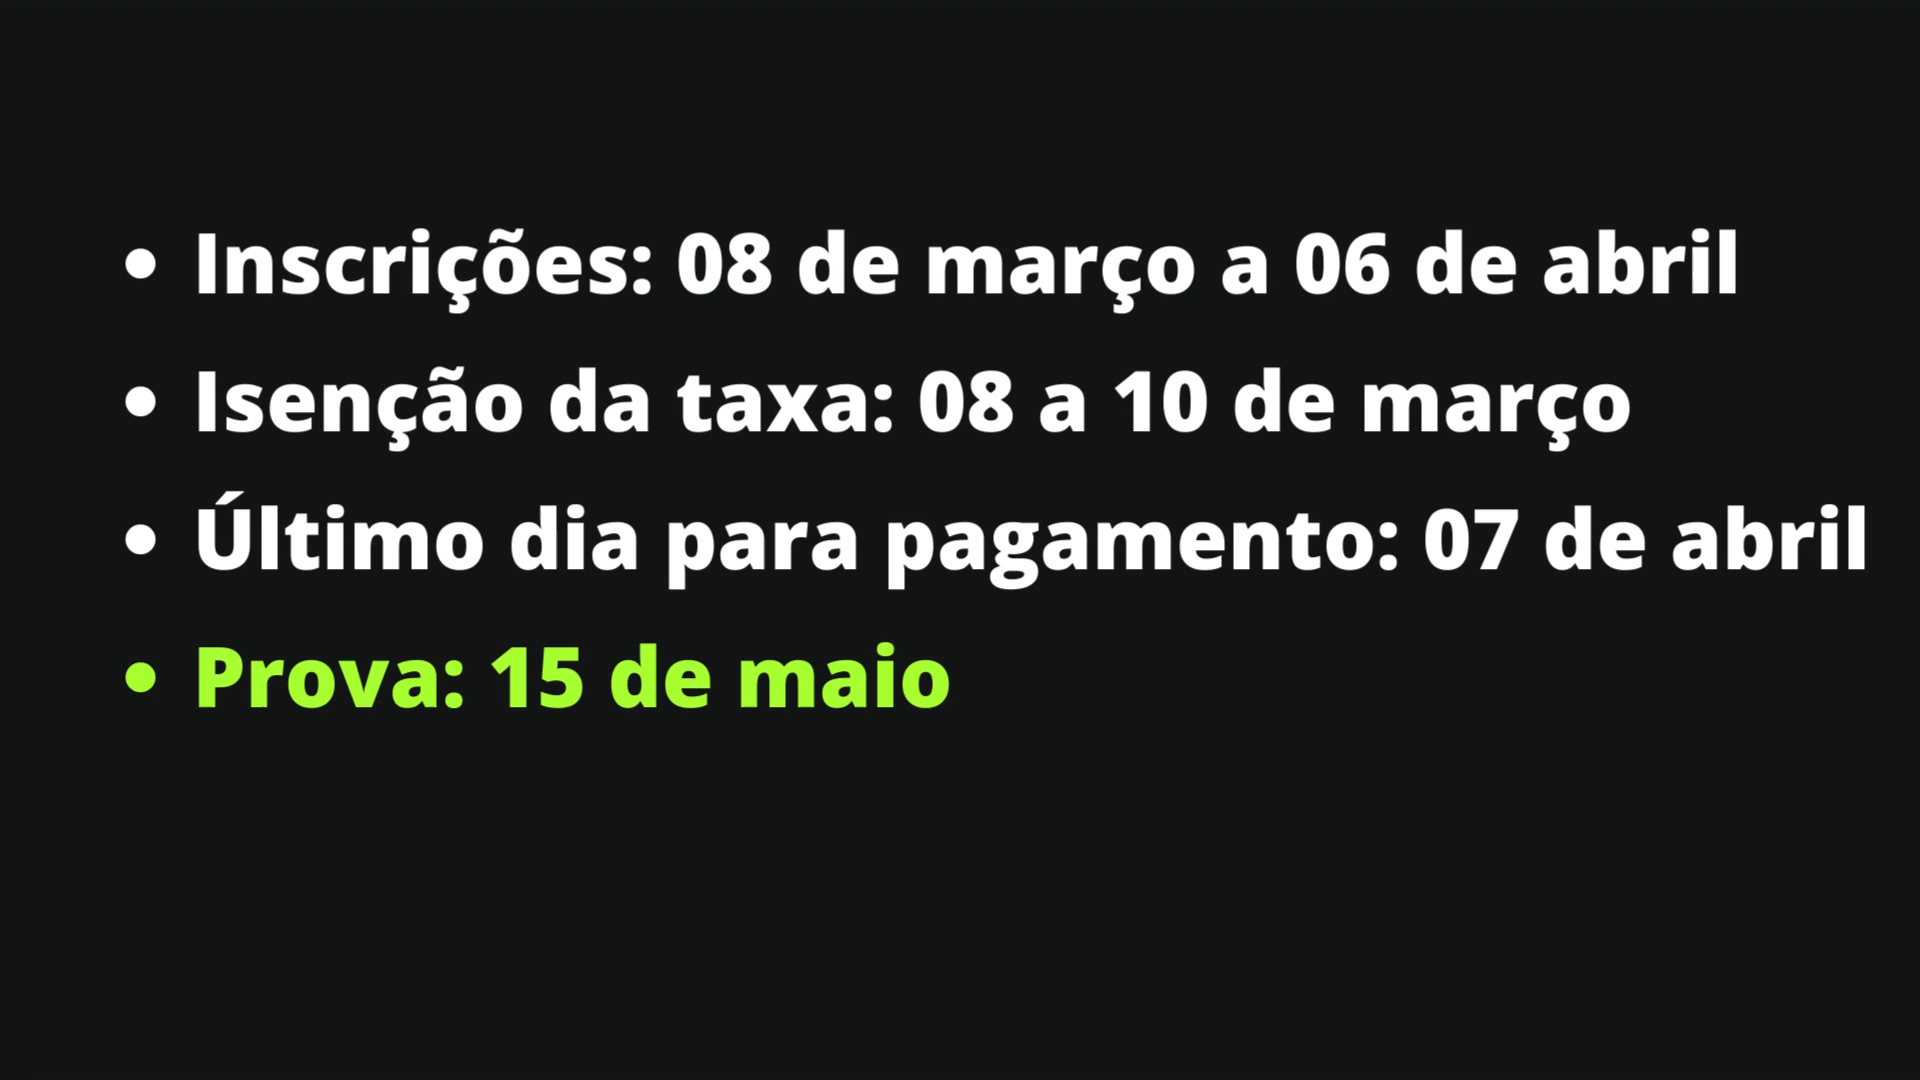 • Inscrições: 08 de março a 06 de abril
• Isenção da taxa: 08 a 10 de março
• Último dia para pagamento: 07 de abril
• Prova: 15 de maio